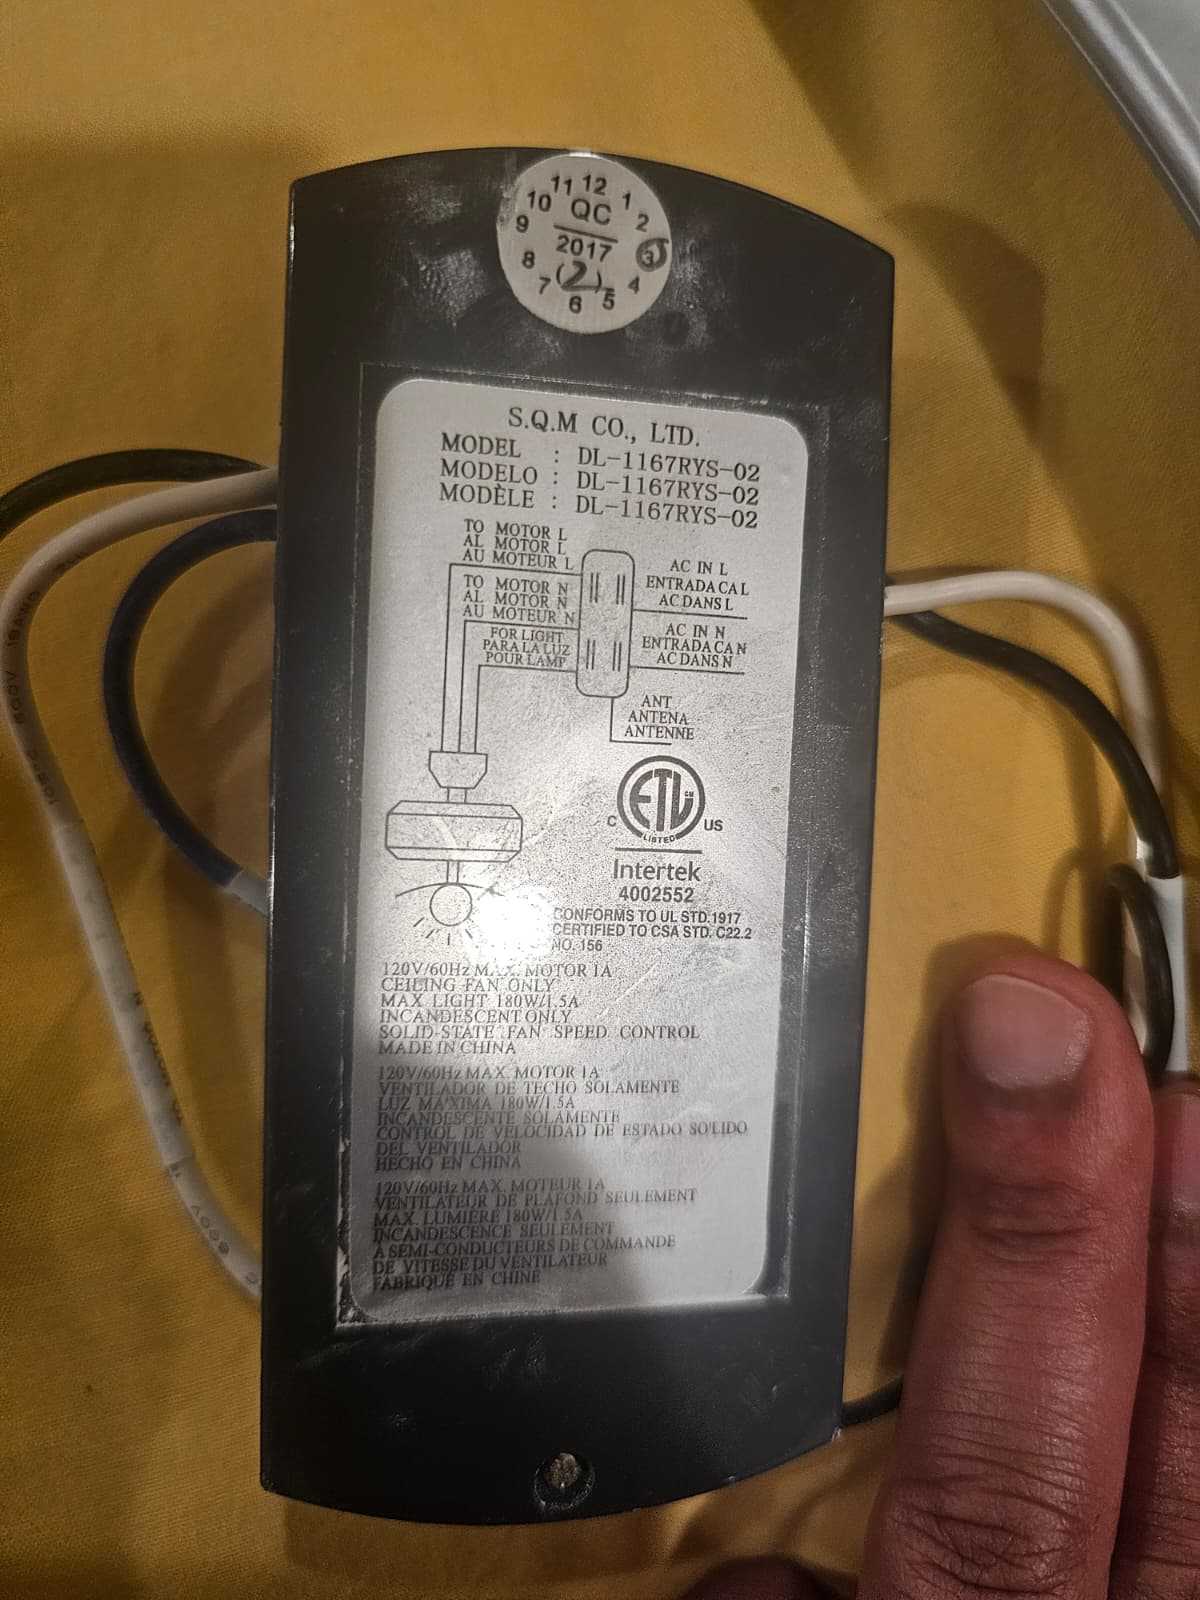 11 12 1
10 QC 2
9 2017 3
8 (2) 4
7 6 5
S.Q.M CO., LTD.
MODEL : DL-1167RYS-02
MODELO : DL-1167RYS-02
MODÈLE : DL-1167RYS-02
TO MOTOR L
AL MOTOR L
AU MOTEUR L
TO MOTOR N
AL MOTOR N
AU MOTEUR N
FOR LIGHT
PARA LA LUZ
POUR LAMP
AC IN L
ENTRADA CA L
AC DANS L
AC IN N
ENTRADA CA N
AC DANS N
ANT
ANTENA
ANTENNE
ETL CM
LISTED
C US
Intertek
4002552
CONFORMS TO UL STD.1917
CERTIFIED TO CSA STD. C22.2
NO. 156
120V/60Hz MAX. MOTOR 1A
CEILING FAN ONLY
MAX LIGHT 180W/1.5A
INCANDESCENT ONLY
SOLID-STATE FAN SPEED CONTROL
MADE IN CHINA
120V/60Hz MAX. MOTOR 1A
VENTILADOR DE TECHO SOLAMENTE
LUZ MA'XIMA 180W/1.5A
INCANDESCENTE SOLAMENTE
CONTROL DE VELOCIDAD DE ESTADO SO'LIDO
DEL VENTILADOR
HECHO EN CHINA
120V/60Hz MAX. MOTEUR 1A
VENTILATEUR DE PLAFOND SEULEMENT
MAX. LUMIERE 180W/1.5A
INCANDESCENCE SEULEMENT
A SEMI-CONDUCTEURS DE COMMANDE
DE VITESSE DU VENTILATEUR
FABRIQUÉ EN CHINE